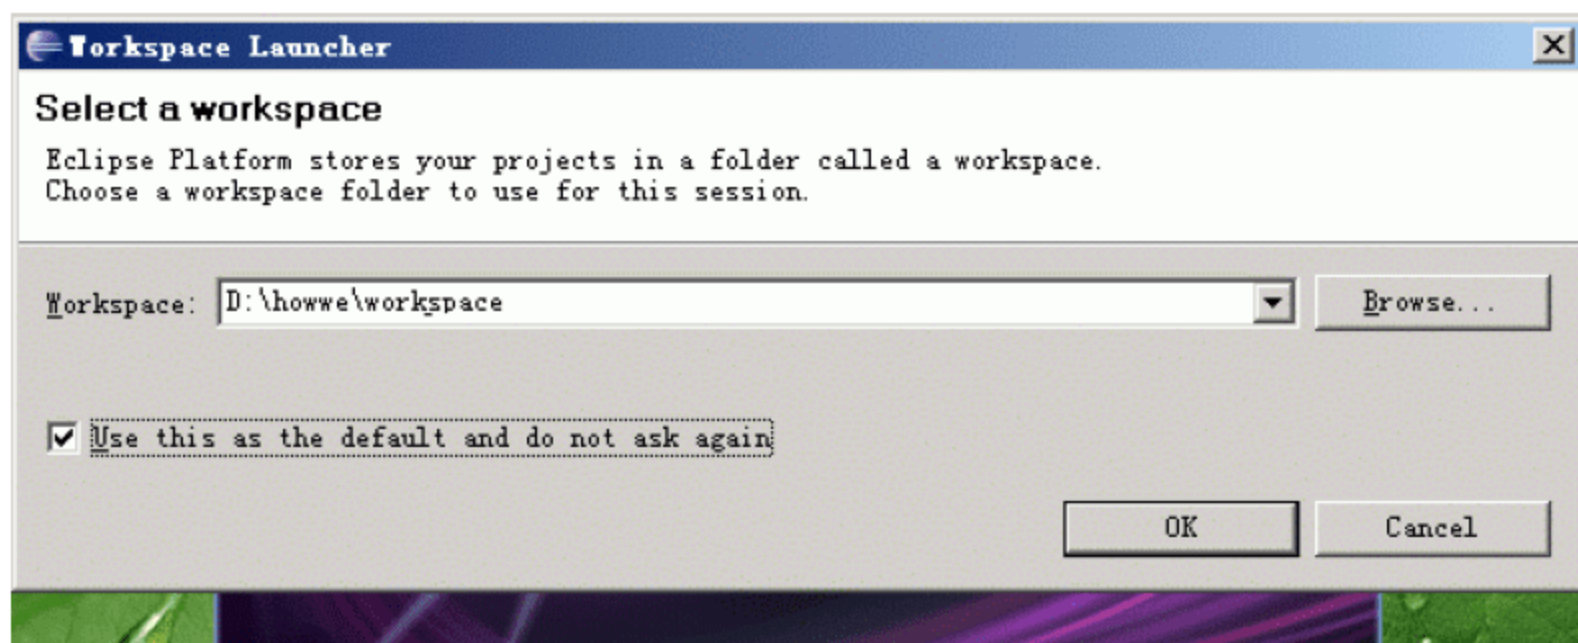 Workspace Launcher
Select a workspace
Eclipse Platform stores your projects in a folder called a workspace.
Choose a workspace folder to use for this session.
Workspace: D:\howwe\workspace Browse...
Use this as the default and do not ask again
OK Cancel